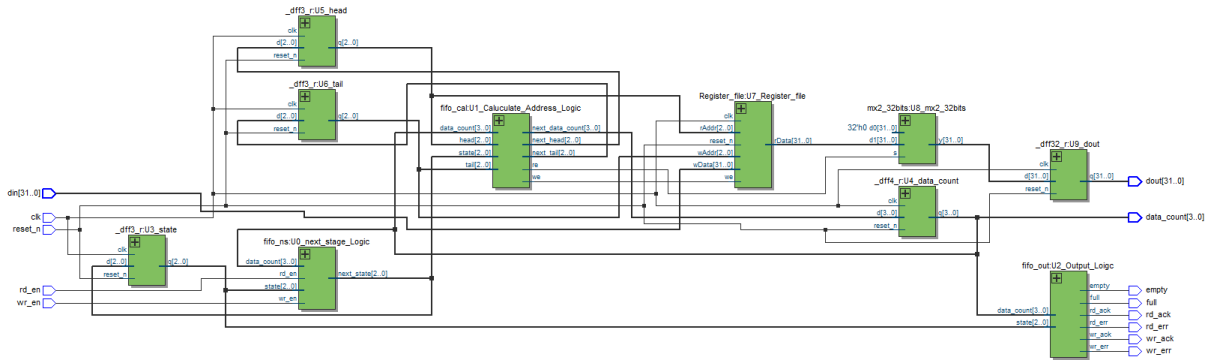 _dff3_r:U5_head
clk
d[2..0]
q[2..0]
reset_n
_dff3_r:U6_tail
clk
d[2..0]
q[2..0]
reset_n
fifo_cal:U1_Caluculate_Address_Logic
data_count[3..0]
next_data_count[3..0]
head[2..0]
next_head[2..0]
state[2..0]
next_tail[2..0]
tail[2..0]
re
we
Register_file:U7_Register_file
clk
rAddr[2..0]
reset_n
rData[31..0]
wAddr[2..0]
wData[31..0]
we
mx2_32bits:U8_mx2_32bits
32'h0
d0[31..0]
d1[31..0]
y[31..0]
s
_dff32_r:U9_dout
clk
d[31..0]
q[31..0]
reset_n
_dff4_r:U4_data_count
clk
d[3..0]
q[3..0]
reset_n
din[31..0]
clk
reset_n
rd_en
wr_en
_dff3_r:U3_state
clk
d[2..0]
q[2..0]
reset_n
fifo_ns:U0_next_stage_Logic
data_count[3..0]
rd_en
next_state[2..0]
state[2..0]
wr_en
dout[31..0]
data_count[3..0]
fifo_out:U2_Output_Loigc
data_count[3..0]
state[2..0]
empty
full
rd_ack
rd_err
wr_ack
wr_err
empty
full
rd_ack
rd_err
wr_ack
wr_err